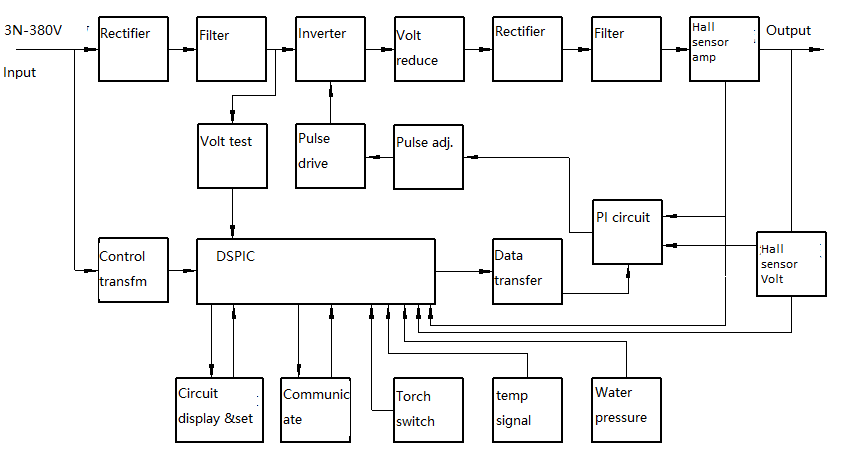 3N-380V
Input
Rectifier
Filter
Inverter
Volt
reduce
Rectifier
Filter
Hall
sensor
amp
Output
Volt test
Pulse
drive
Pulse adj.
PI circuit
Hall
sensor
Volt
Control
transfm
DSPIC
Data
transfer
Circuit
display &set
Communic
ate
Torch
switch
temp
signal
Water
pressure